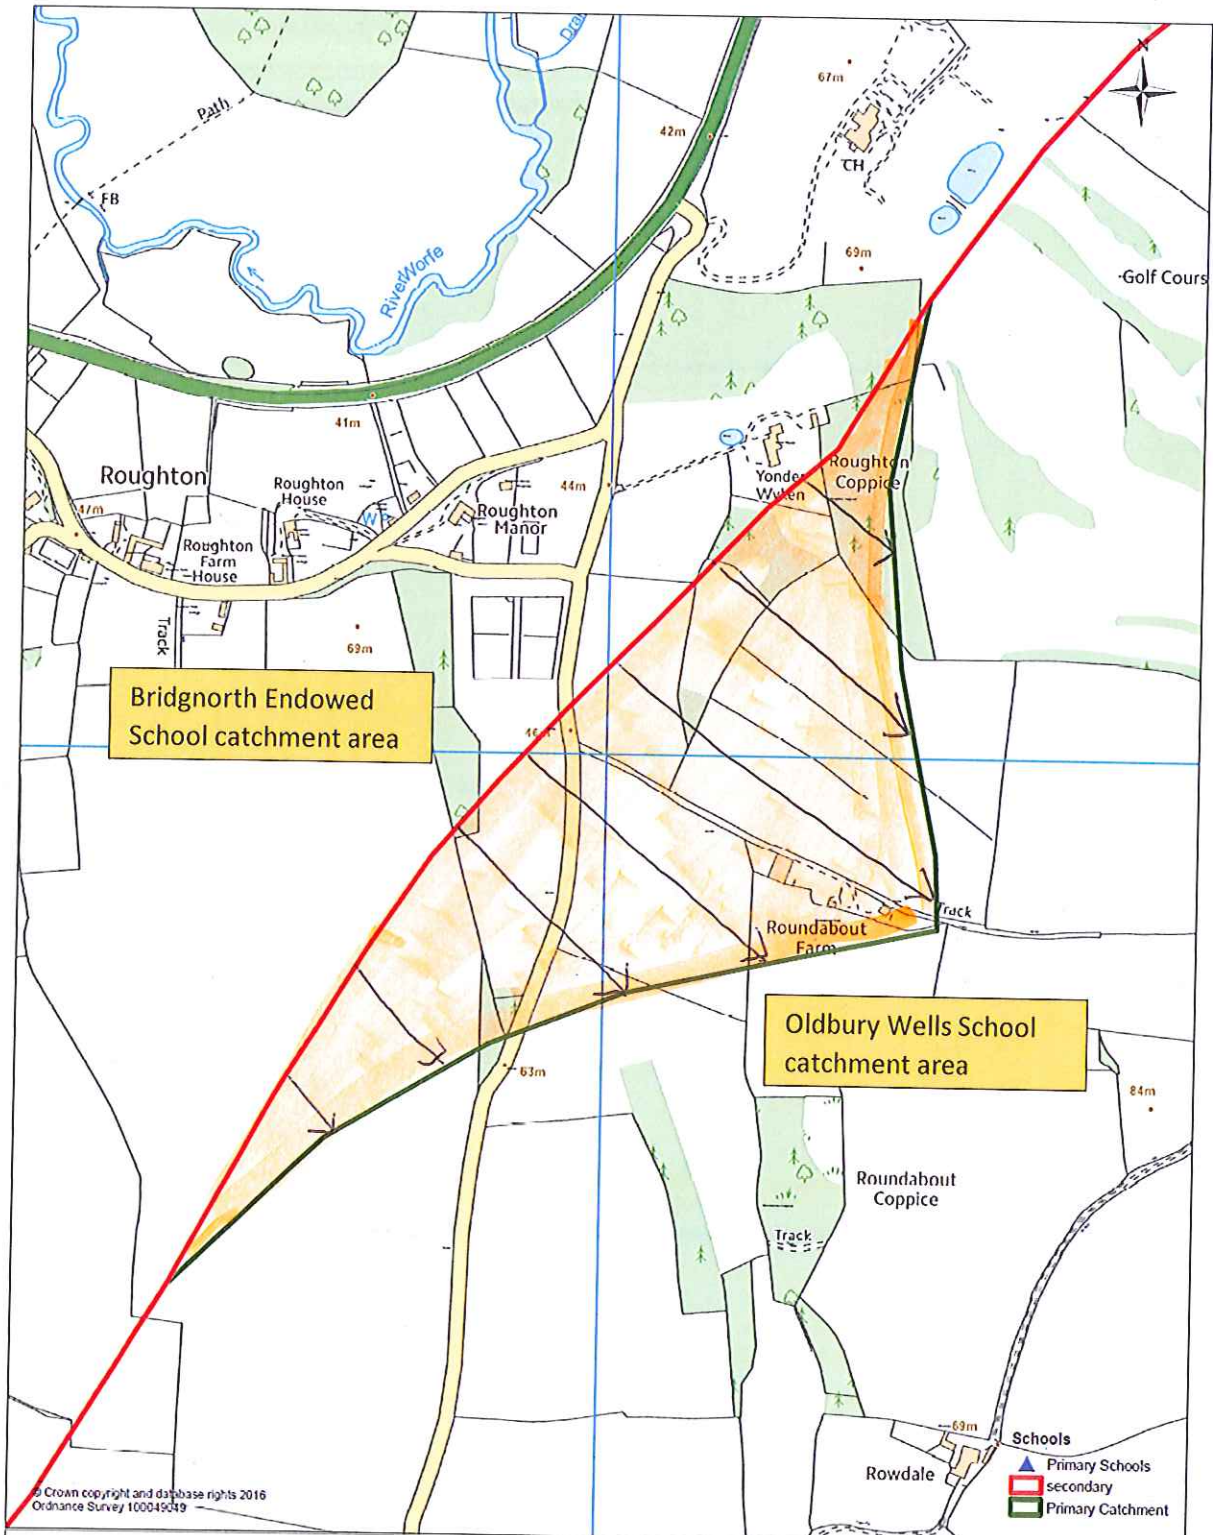 N
67m
Path
42m
CH
FB
69m
River Worfe
Golf Cours
41m
Roughton
Roughton
House
44m
Yonder
Wyken
Roughton
Coppice
47m
Roughton
Manor
Roughton
Farm
House
Track
69m
Bridgnorth Endowed
School catchment area
Track
Roundabout
Farm
Oldbury Wells School
catchment area
63m
84m
Roundabout
Coppice
Track
69m
Schools
Rowdale
Primary Schools
secondary
Primary Catchment
© Crown copyright and database rights 2016
Ordnance Survey 100049049